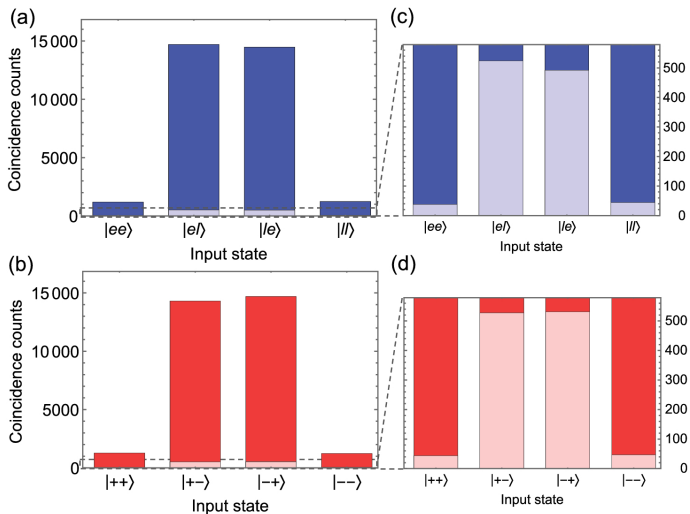 (a)
Coincidence counts
15 000
10 000
5000
0
|ee⟩ |el⟩ |le⟩ |ll⟩
Input state
(c)
500
400
300
200
100
0
|ee⟩ |el⟩ |le⟩ |ll⟩
Input state
(b)
Coincidence counts
15 000
10 000
5000
0
|++⟩ |+−⟩ |−+⟩ |−−⟩
Input state
(d)
500
400
300
200
100
0
|++⟩ |+−⟩ |−+⟩ |−−⟩
Input state